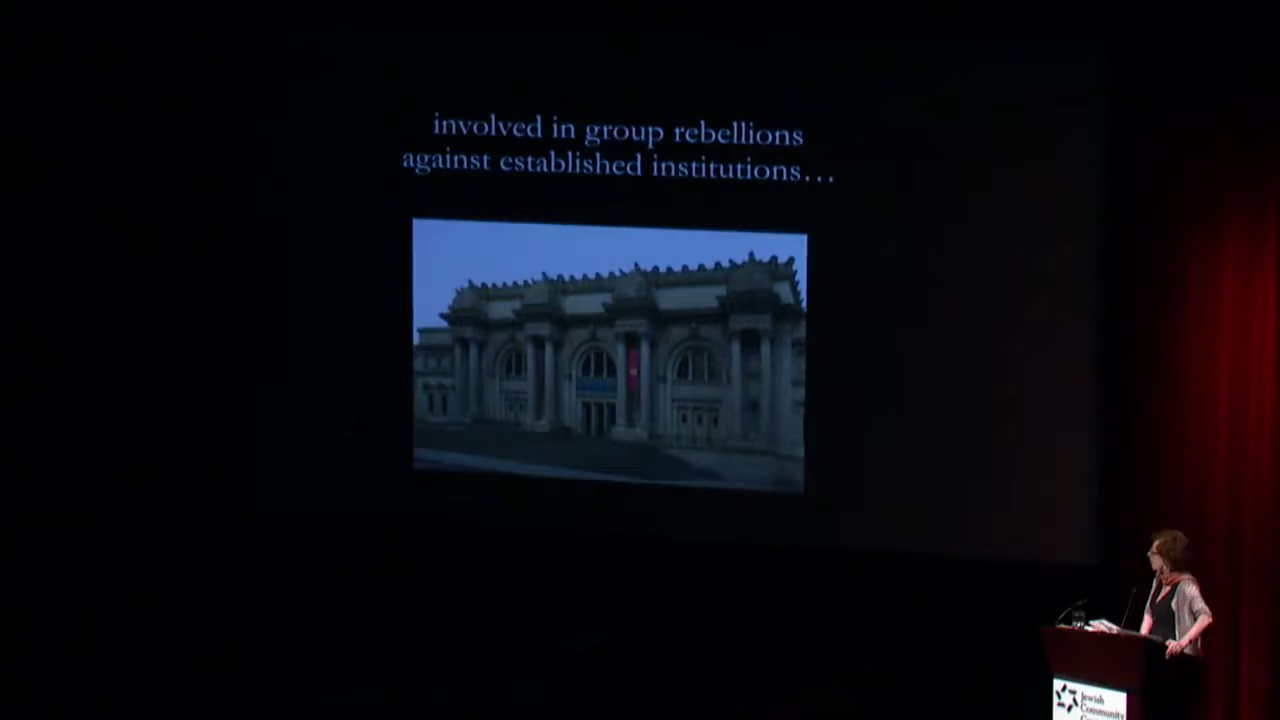 involved in group rebellions
against established institutions…
Jewish
Community